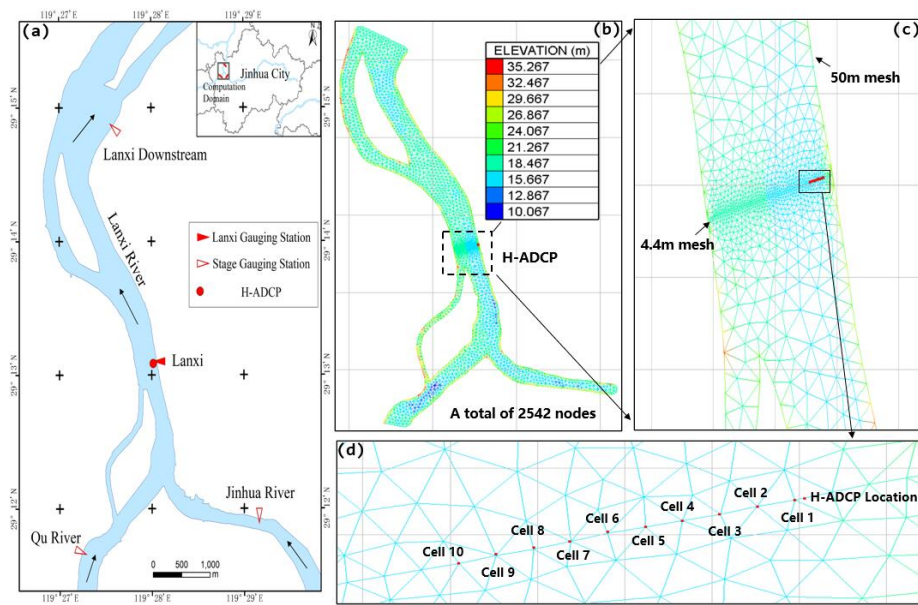 119° 27' E
119° 28' E
119° 29' E
(a)
N
Jinhua City
Computation
Domain
29° 15' N
Lanxi Downstream
Lanxi River
29° 14' N
Lanxi Gauging Station
Stage Gauging Station
H-ADCP
Lanxi
29° 13' N
29° 12' N
Jinhua River
Qu River
0
500
1,000
m
119° 27' E
119° 28' E
119° 29' E
(b)
ELEVATION (m)
35.267
32.467
29.667
26.867
24.067
21.267
18.467
15.667
12.867
10.067
29° 15' N
29° 14' N
H-ADCP
29° 13' N
A total of 2542 nodes
29° 12' N
(c)
50m mesh
4.4m mesh
(d)
H-ADCP Location
Cell 1
Cell 2
Cell 3
Cell 4
Cell 5
Cell 6
Cell 7
Cell 8
Cell 9
Cell 10